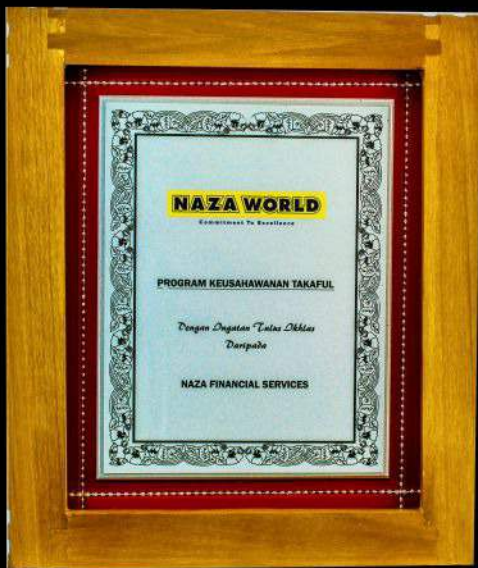 NAZA WORLD
Commitment To Excellence
PROGRAM KEUSAHAWANAN TAKAFUL
Dengan Ingatan Tulus Ikhlas
Daripada
NAZA FINANCIAL SERVICES